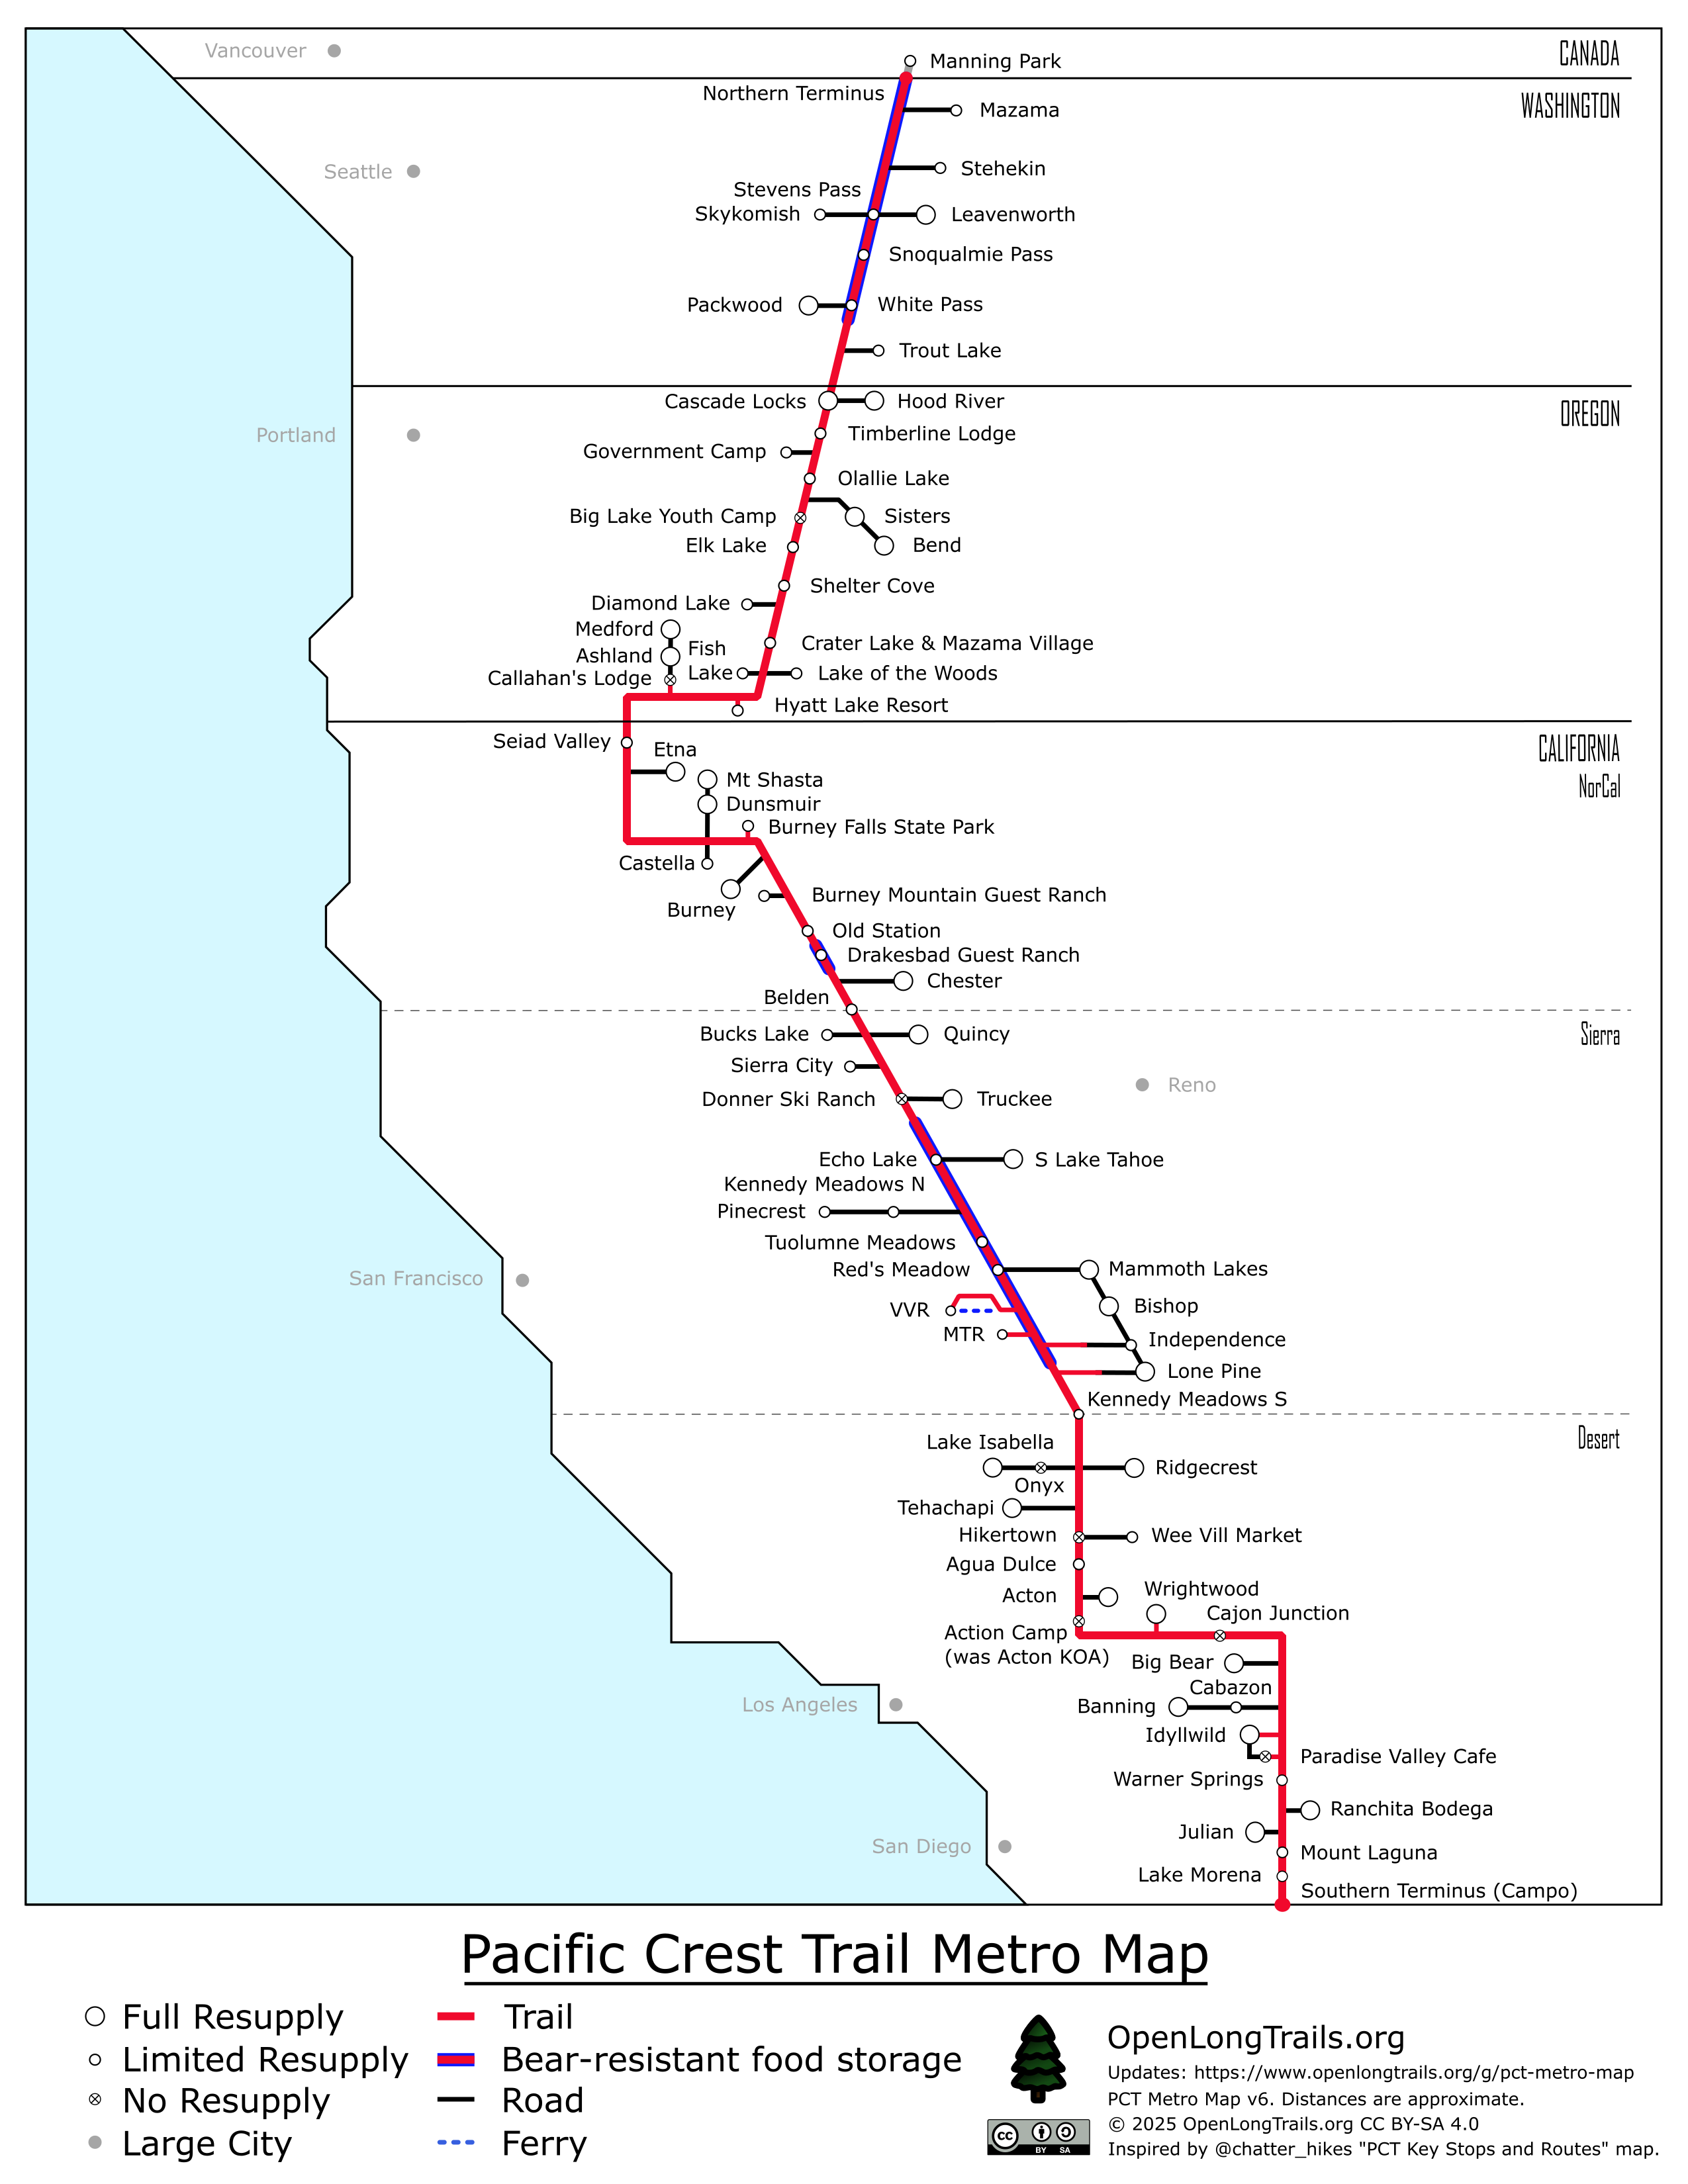 Vancouver
Manning Park
CANADA
Northern Terminus
WASHINGTON
Mazama
Seattle
Stehekin
Stevens Pass
Skykomish
Leavenworth
Snoqualmie Pass
Packwood
White Pass
Trout Lake
Cascade Locks
Hood River
OREGON
Portland
Timberline Lodge
Government Camp
Olallie Lake
Big Lake Youth Camp
Sisters
Elk Lake
Bend
Shelter Cove
Diamond Lake
Medford
Crater Lake & Mazama Village
Ashland
Fish
Lake
Lake of the Woods
Callahan's Lodge
Hyatt Lake Resort
Seiad Valley
CALIFORNIA
NorCal
Etna
Mt Shasta
Dunsmuir
Burney Falls State Park
Castella
Burney
Burney Mountain Guest Ranch
Old Station
Drakesbad Guest Ranch
Chester
Belden
Sierra
Bucks Lake
Quincy
Sierra City
Reno
Donner Ski Ranch
Truckee
Echo Lake
S Lake Tahoe
Kennedy Meadows N
Pinecrest
Tuolumne Meadows
Red's Meadow
Mammoth Lakes
San Francisco
Bishop
VVR
MTR
Independence
Lone Pine
Kennedy Meadows S
Desert
Lake Isabella
Ridgecrest
Onyx
Tehachapi
Hikertown
Wee Vill Market
Agua Dulce
Acton
Wrightwood
Cajon Junction
Action Camp
(was Acton KOA)
Big Bear
Cabazon
Los Angeles
Banning
Idyllwild
Paradise Valley Cafe
Warner Springs
Ranchita Bodega
Julian
San Diego
Mount Laguna
Lake Morena
Southern Terminus (Campo)
Pacific Crest Trail Metro Map
Full Resupply
Limited Resupply
No Resupply
Large City
Trail
Bear-resistant food storage
Road
Ferry
OpenLongTrails.org
Updates: https://www.openlongtrails.org/g/pct-metro-map
PCT Metro Map v6. Distances are approximate.
© 2025 OpenLongTrails.org CC BY-SA 4.0
Inspired by @chatter_hikes "PCT Key Stops and Routes" map.
cc
BY SA